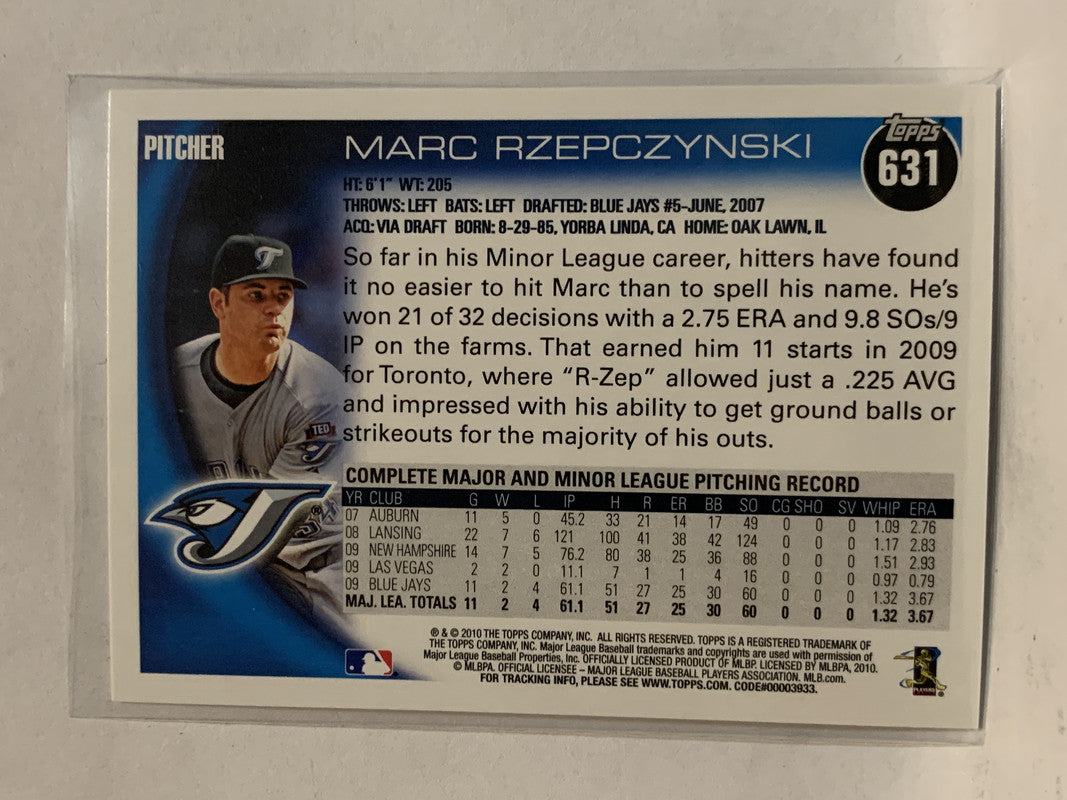 PITCHER
MARC RZEPCZYNSKI
Topps
631
HT: 6'1" WT: 205
THROWS: LEFT BATS: LEFT DRAFTED: BLUE JAYS #5-JUNE, 2007
ACQ: VIA DRAFT BORN: 8-29-85, YORBA LINDA, CA HOME: OAK LAWN, IL
So far in his Minor League career, hitters have found
it no easier to hit Marc than to spell his name. He's
won 21 of 32 decisions with a 2.75 ERA and 9.8 SOs/9
IP on the farms. That earned him 11 starts in 2009
for Toronto, where “R-Zep” allowed just a .225 AVG
and impressed with his ability to get ground balls or
strikeouts for the majority of his outs.
TED
COMPLETE MAJOR AND MINOR LEAGUE PITCHING RECORD
YR CLUB G W L IP H R ER BB SO CG SHO SV WHIP ERA
07 AUBURN 11 5 0 45.2 33 21 14 17 49 0 0 0 1.09 2.76
08 LANSING 22 7 6 121 100 41 38 42 124 0 0 0 1.17 2.83
09 NEW HAMPSHIRE 14 7 5 76.2 80 38 25 36 88 0 0 0 1.51 2.93
09 LAS VEGAS 2 2 0 11.1 7 1 1 4 16 0 0 0 0.97 0.79
09 BLUE JAYS 11 2 4 61.1 51 27 25 30 60 0 0 0 1.32 3.67
MAJ. LEA. TOTALS 11 2 4 61.1 51 27 25 30 60 0 0 0 1.32 3.67
® & © 2010 THE TOPPS COMPANY, INC. ALL RIGHTS RESERVED. TOPPS IS A REGISTERED TRADEMARK OF
THE TOPPS COMPANY, INC. Major League Baseball trademarks and copyrights are used with permission of
Major League Baseball Properties, Inc. OFFICIALLY LICENSED PRODUCT OF MLBP. LICENSED BY MLBPA, 2010.
© MLBPA. OFFICIAL LICENSEE – MAJOR LEAGUE BASEBALL PLAYERS ASSOCIATION. MLB.com.
FOR TRACKING INFO, PLEASE SEE WWW.TOPPS.COM. CODE#00003933.
PLAYERS